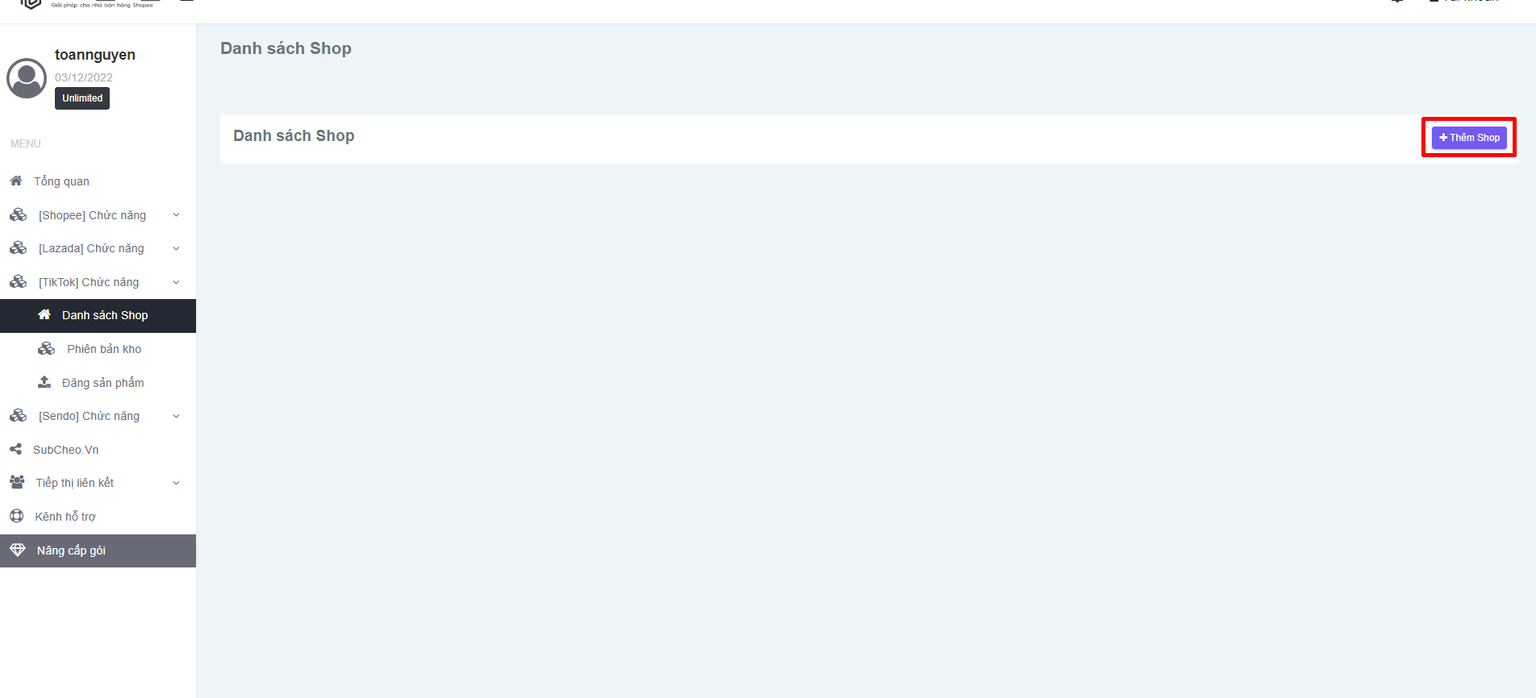 Giải pháp cho nhà bán hàng Shopee
toannguyen
03/12/2022
Unlimited
MENU
Tổng quan
[Shopee] Chức năng
[Lazada] Chức năng
[TikTok] Chức năng
Danh sách Shop
Phiên bản kho
Đăng sản phẩm
[Sendo] Chức năng
SubCheo.Vn
Tiếp thị liên kết
Kênh hỗ trợ
Nâng cấp gói
Danh sách Shop
Danh sách Shop
Thêm Shop